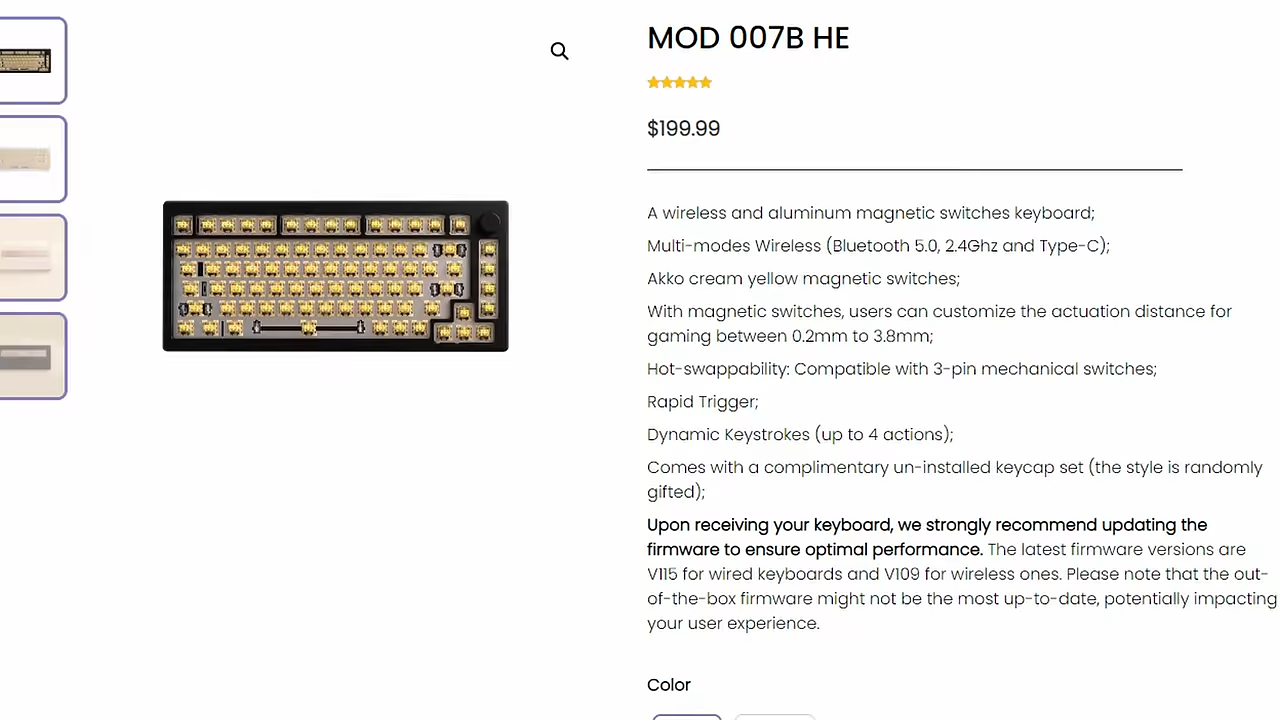 MOD 007B HE
$199.99
A wireless and aluminum magnetic switches keyboard;
Multi-modes Wireless (Bluetooth 5.0, 2.4Ghz and Type-C);
Akko cream yellow magnetic switches;
With magnetic switches, users can customize the actuation distance for
gaming between 0.2mm to 3.8mm;
Hot-swappability: Compatible with 3-pin mechanical switches;
Rapid Trigger;
Dynamic Keystrokes (up to 4 actions);
Comes with a complimentary un-installed keycap set (the style is randomly
gifted);
Upon receiving your keyboard, we strongly recommend updating the
firmware to ensure optimal performance. The latest firmware versions are
V115 for wired keyboards and V109 for wireless ones. Please note that the out-
of-the-box firmware might not be the most up-to-date, potentially impacting
your user experience.
Color